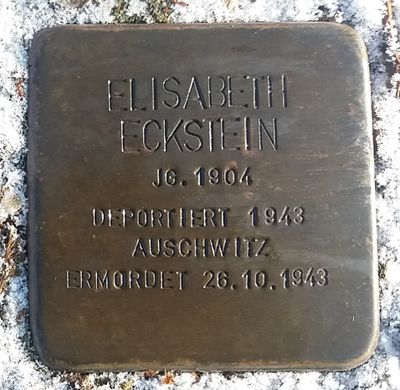 ELISABETH
ECKSTEIN
JG. 1904
DEPORTIERT 1943
AUSCHWITZ
ERMORDET 26.10.1943